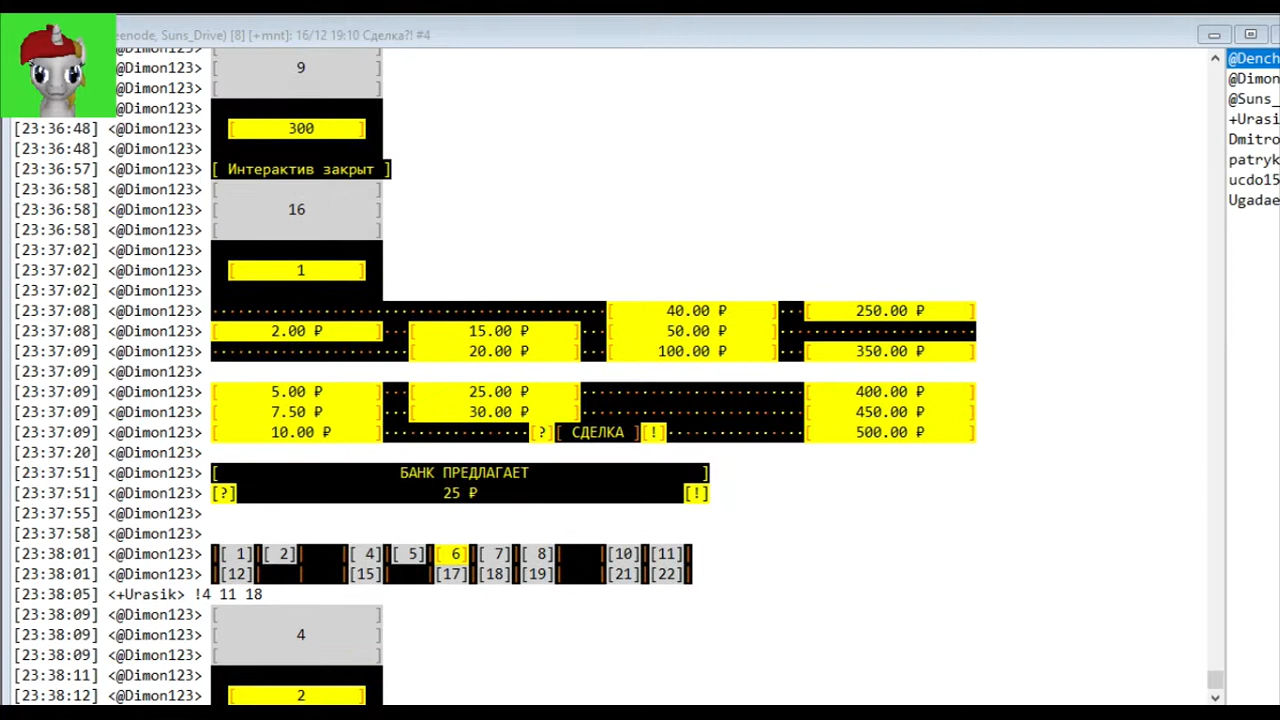 eenode, Suns_Drive) [8] [+mnt]: 16/12 19:10 Сделка?! #4
<@Dimon123> [ ]
<@Dimon123> 9 ]
<@Dimon123> [ ]
<@Dimon123>
[23:36:48] <@Dimon123> [ 300 ]
[23:36:48] <@Dimon123>
[23:36:57] <@Dimon123> [ Интерактив закрыт ]
[23:36:58] <@Dimon123> [ ]
[23:36:58] <@Dimon123> [ 16 ]
[23:36:58] <@Dimon123> [ ]
[23:37:02] <@Dimon123>
[23:37:02] <@Dimon123> [ 1 ]
[23:37:02] <@Dimon123>
[23:37:08] <@Dimon123> [ 40.00 ₽ ] [ 250.00 ₽ ]
[23:37:08] <@Dimon123> [ 2.00 ₽ ] [ 15.00 ₽ ] [ 50.00 ₽ ]
[23:37:09] <@Dimon123> [ 20.00 ₽ ] [ 100.00 ₽ ] [ 350.00 ₽ ]
[23:37:09] <@Dimon123>
[23:37:09] <@Dimon123> [ 5.00 ₽ ] [ 25.00 ₽ ] [ 400.00 ₽ ]
[23:37:09] <@Dimon123> [ 7.50 ₽ ] [ 30.00 ₽ ] [ 450.00 ₽ ]
[23:37:09] <@Dimon123> [ 10.00 ₽ ] [?][ СДЕЛКА ][!] [ 500.00 ₽ ]
[23:37:20] <@Dimon123>
[23:37:51] <@Dimon123> [ БАНК ПРЕДЛАГАЕТ ]
[23:37:51] <@Dimon123> [?] 25 ₽ [!]
[23:37:55] <@Dimon123>
[23:37:58] <@Dimon123>
[23:38:01] <@Dimon123> |[ 1]|[ 2]| |[ 4]|[ 5]|[ 6]|[ 7]|[ 8]| |[10]|[11]|
[23:38:01] <@Dimon123> |[12]| | |[15]| |[17]|[18]|[19]| |[21]|[22]|
[23:38:05] <+Urasik> !4 11 18
[23:38:09] <@Dimon123> [ ]
[23:38:09] <@Dimon123> [ 4 ]
[23:38:09] <@Dimon123> [ ]
[23:38:11] <@Dimon123>
[23:38:12] <@Dimon123> [ 2 ]
@Dench
@Dimon
@Suns_
+Urasi
Dmitro
patryk
ucdo15
Ugadae